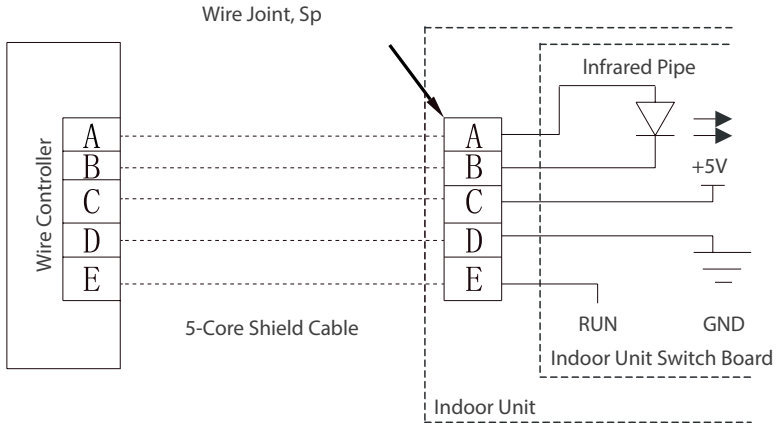 Wire Joint, Sp
Infrared Pipe
Wire Controller
A
B
C
D
E
A
B
C
D
E
+5V
5-Core Shield Cable
RUN
GND
Indoor Unit Switch Board
Indoor Unit